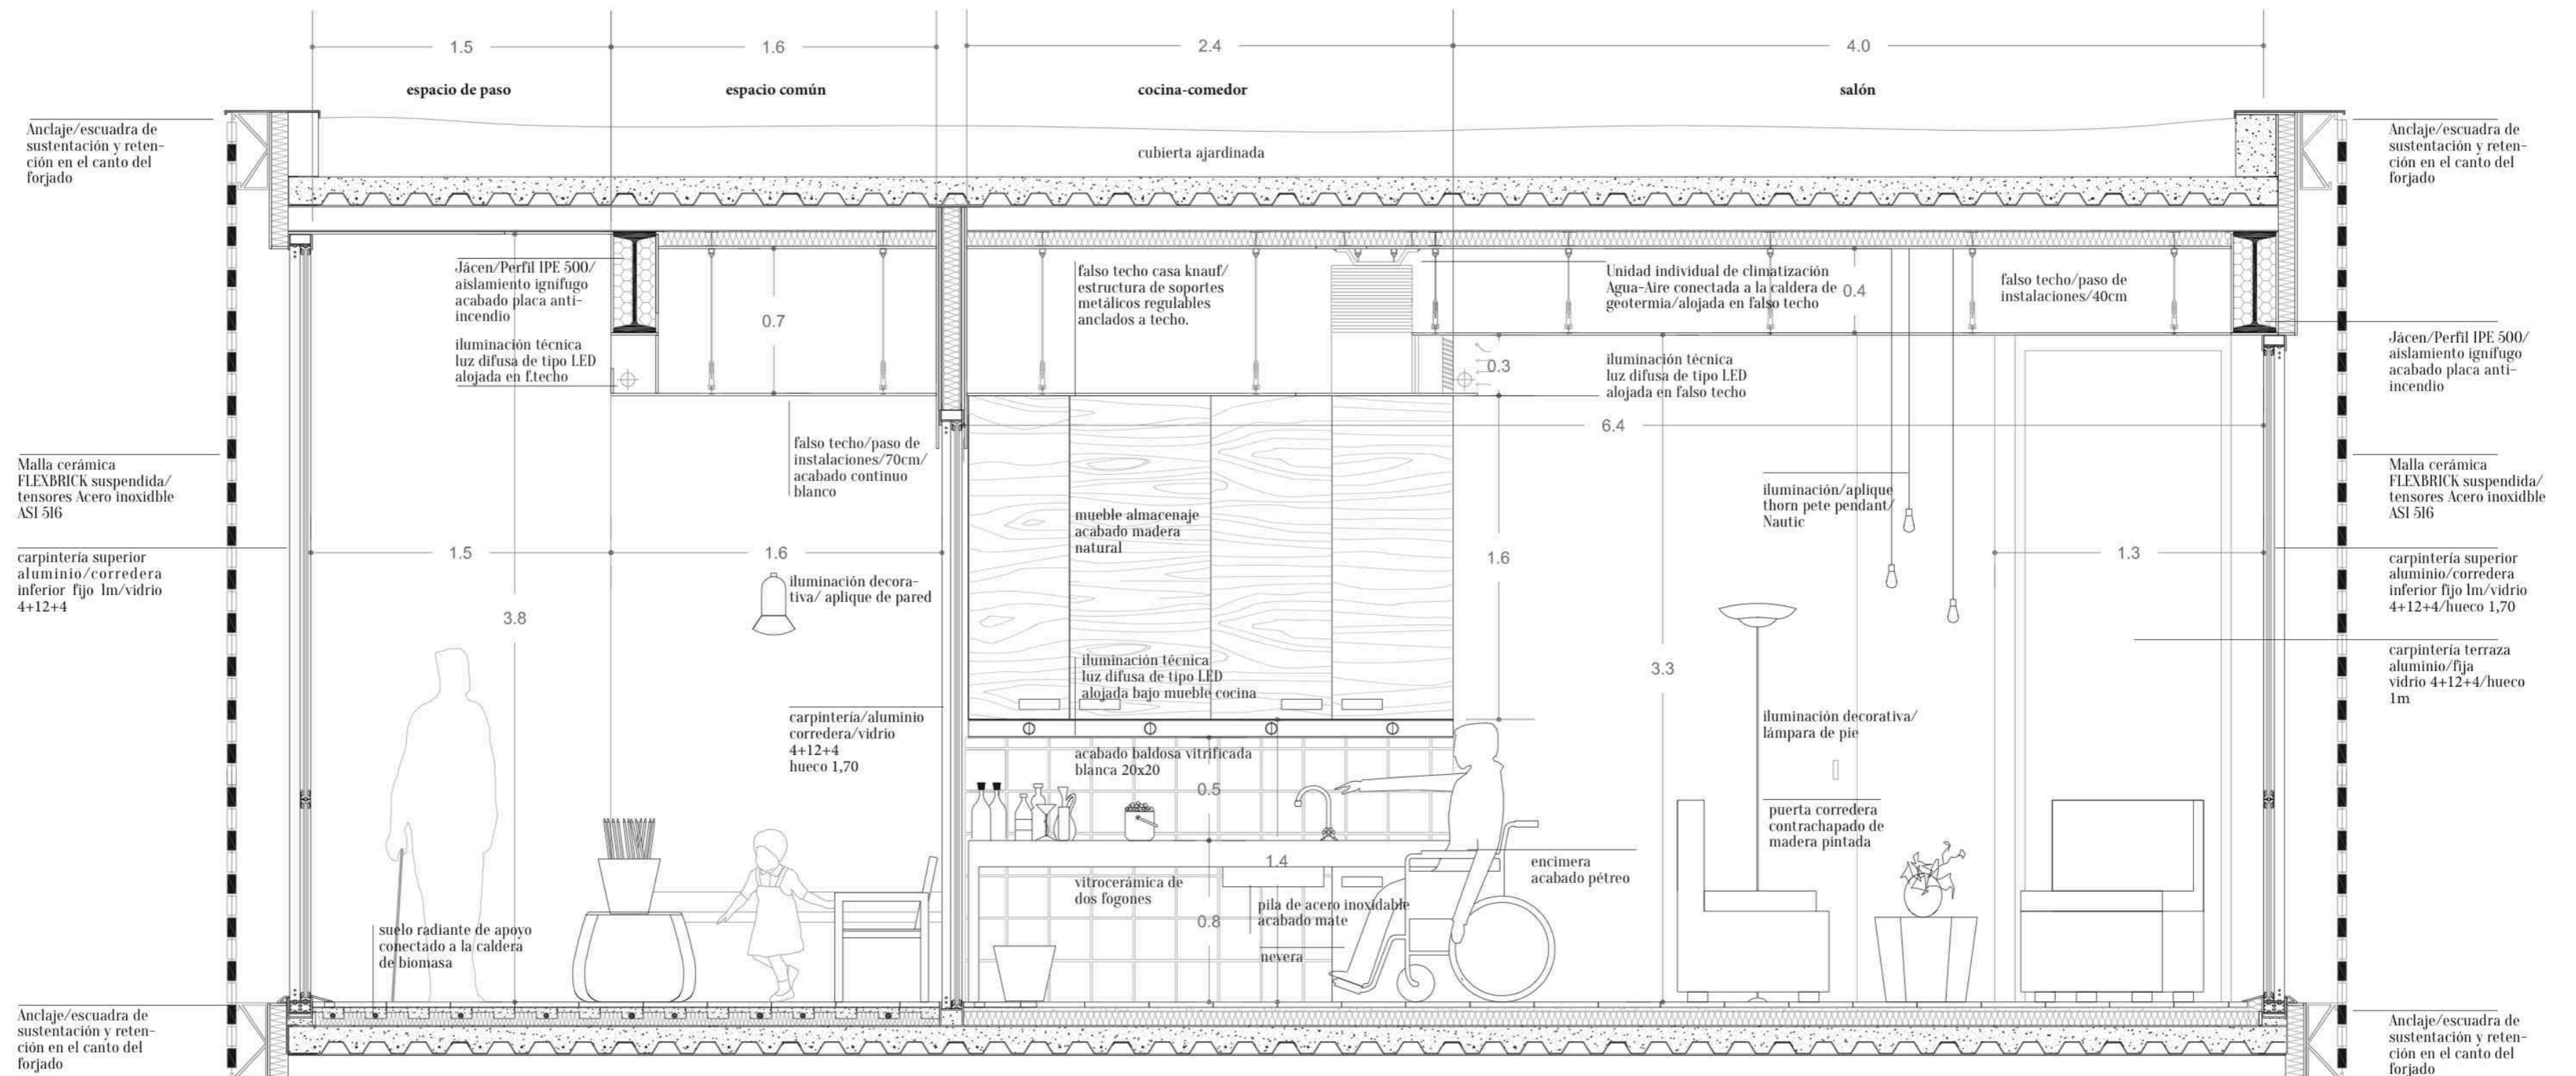 1.5
1.6
2.4
4.0
espacio de paso
espacio común
cocina-comedor
salón
Anclaje/escuadra de
sustentación y reten-
ción en el canto del
forjado
cubierta ajardinada
Anclaje/escuadra de
sustentación y reten-
ción en el canto del
forjado
Jácen/Perfil IPE 500/
aislamiento ignífugo
acabado placa anti-
incendio
iluminación técnica
luz difusa de tipo LED
alojada en f.techo
0.7
falso techo casa knauf/
estructura de soportes
metálicos regulables
anclados a techo.
Unidad individual de climatización
Agua-Aire conectada a la caldera de
geotermia/alojada en falso techo
0.4
falso techo/paso de
instalaciones/40cm
0.3
iluminación técnica
luz difusa de tipo LED
alojada en falso techo
Jácen/Perfil IPE 500/
aislamiento ignífugo
acabado placa anti-
incendio
6.4
falso techo/paso de
instalaciones/70cm/
acabado continuo
blanco
Malla cerámica
FLEXBRICK suspendida/
tensores Acero inoxidble
ASI 516
mueble almacenaje
acabado madera
natural
iluminación/aplique
thorn pete pendant/
Nautic
Malla cerámica
FLEXBRICK suspendida/
tensores Acero inoxidble
ASI 516
1.5
1.6
1.6
1.3
carpintería superior
aluminio/corredera
inferior fijo 1m/vidrio
4+12+4
iluminación decora-
tiva/ aplique de pared
carpintería superior
aluminio/corredera
inferior fijo 1m/vidrio
4+12+4/hueco 1,70
3.8
3.3
iluminación técnica
luz difusa de tipo LED
alojada bajo mueble cocina
carpintería terraza
aluminio/fija
vidrio 4+12+4/hueco
1m
carpintería/aluminio
corredera/vidrio
4+12+4
hueco 1,70
iluminación decorativa/
lámpara de pie
acabado baldosa vitrificada
blanca 20x20
0.5
puerta corredera
contrachapado de
madera pintada
1.4
encimera
acabado pétreo
vitrocerámica de
dos fogones
0.8
pila de acero inoxidable
acabado mate
nevera
suelo radiante de apoyo
conectado a la caldera
de biomasa
Anclaje/escuadra de
sustentación y reten-
ción en el canto del
forjado
Anclaje/escuadra de
sustentación y reten-
ción en el canto del
forjado